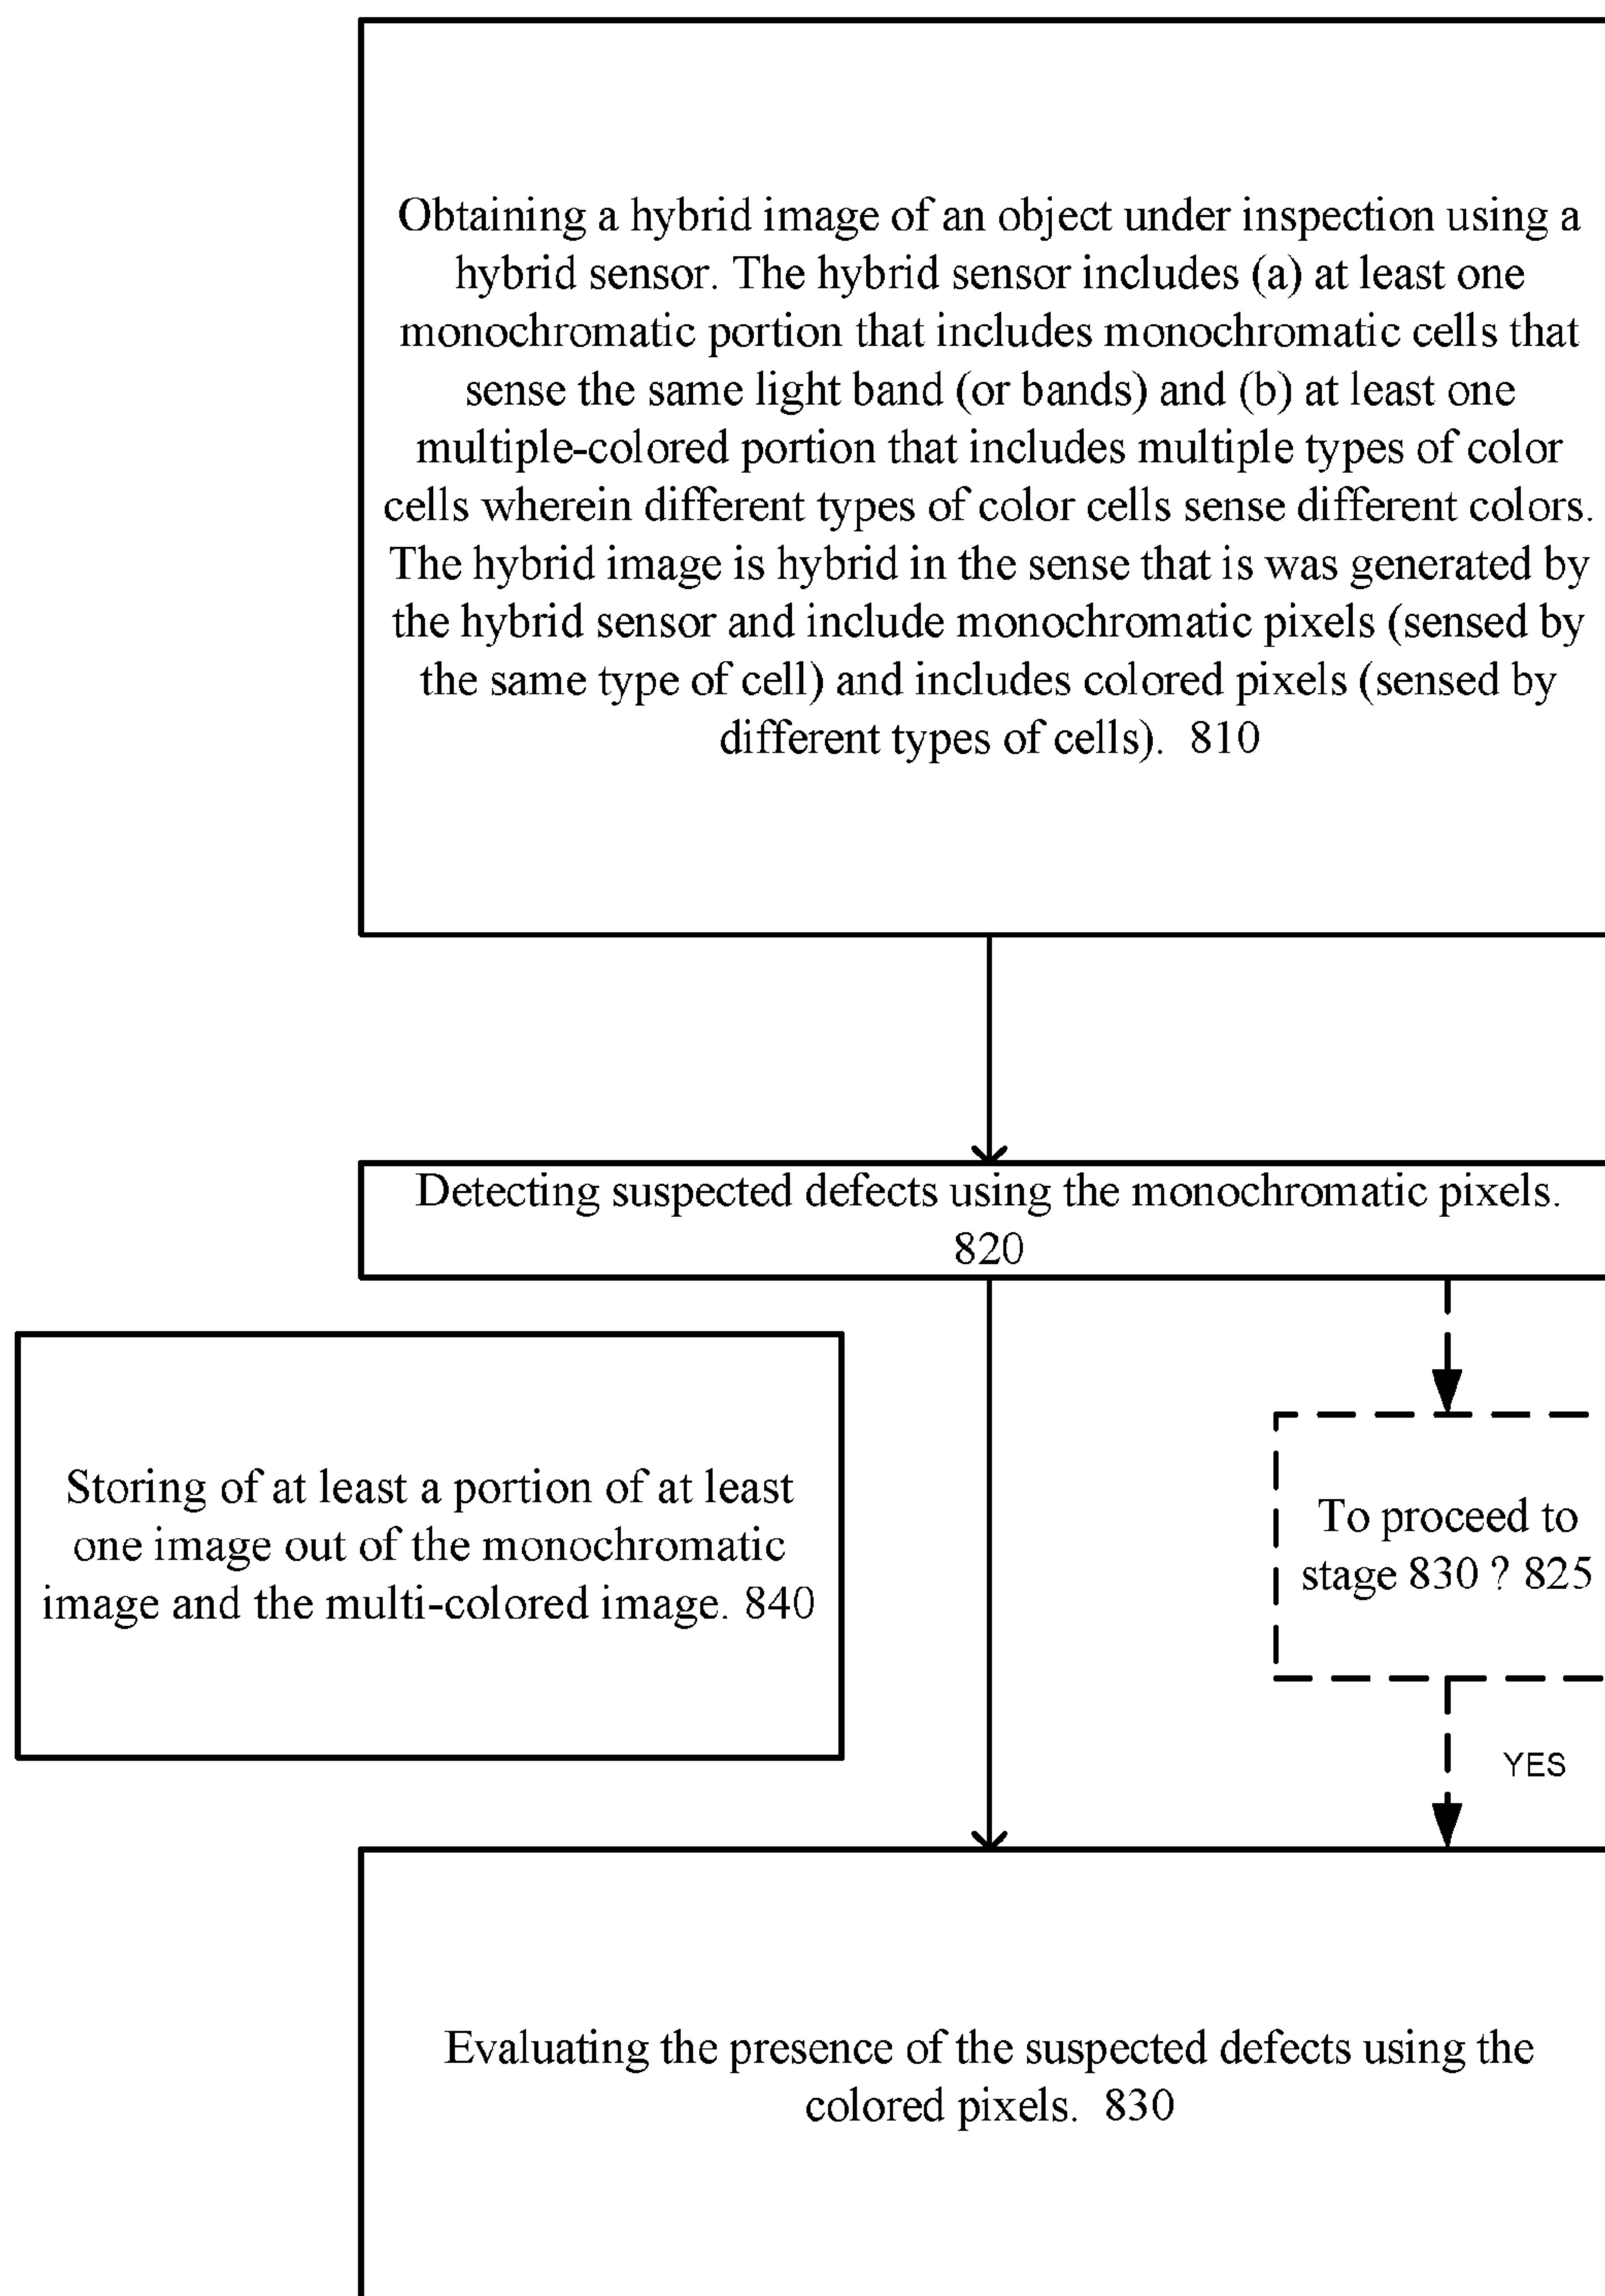 Obtaining a hybrid image of an object under inspection using a
hybrid sensor. The hybrid sensor includes (a) at least one
monochromatic portion that includes monochromatic cells that
sense the same light band (or bands) and (b) at least one
multiple-colored portion that includes multiple types of color
cells wherein different types of color cells sense different colors.
The hybrid image is hybrid in the sense that is was generated by
the hybrid sensor and include monochromatic pixels (sensed by
the same type of cell) and includes colored pixels (sensed by
different types of cells). 810
Detecting suspected defects using the monochromatic pixels.
820
Storing of at least a portion of at least
one image out of the monochromatic
image and the multi-colored image. 840
To proceed to
stage 830 ? 825
YES
Evaluating the presence of the suspected defects using the
colored pixels. 830